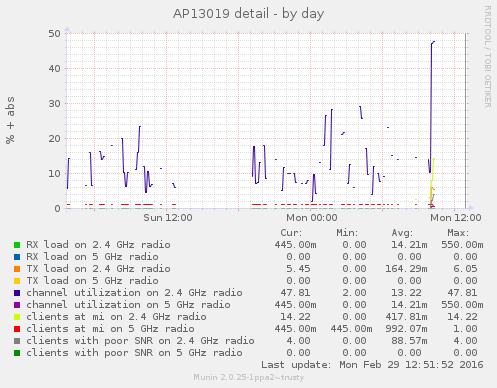 AP13019 detail - by day
RRDTOOL / TOBI OETIKER
% + abs
50
40
30
20
10
0
Sun 12:00 Mon 00:00 Mon 12:00
Cur: Min: Avg: Max:
RX load on 2.4 GHz radio 445.00m 0.00 14.21m 550.00m
RX load on 5 GHz radio 0.00 0.00 0.00 0.00
TX load on 2.4 GHz radio 5.45 0.00 164.29m 6.05
TX load on 5 GHz radio 0.00 0.00 0.00 0.00
channel utilization on 2.4 GHz radio 47.81 2.00 13.22 47.81
channel utilization on 5 GHz radio 445.00m 0.00 14.21m 550.00m
clients at mi on 2.4 GHz radio 14.22 0.00 417.81m 14.22
clients at mi on 5 GHz radio 445.00m 445.00m 992.07m 1.00
clients with poor SNR on 2.4 GHz radio 4.00 0.00 88.57m 4.00
clients with poor SNR on 5 GHz radio 0.00 0.00 0.00 0.00
Last update: Mon Feb 29 12:51:52 2016
Munin 2.0.25-1ppa2~trusty